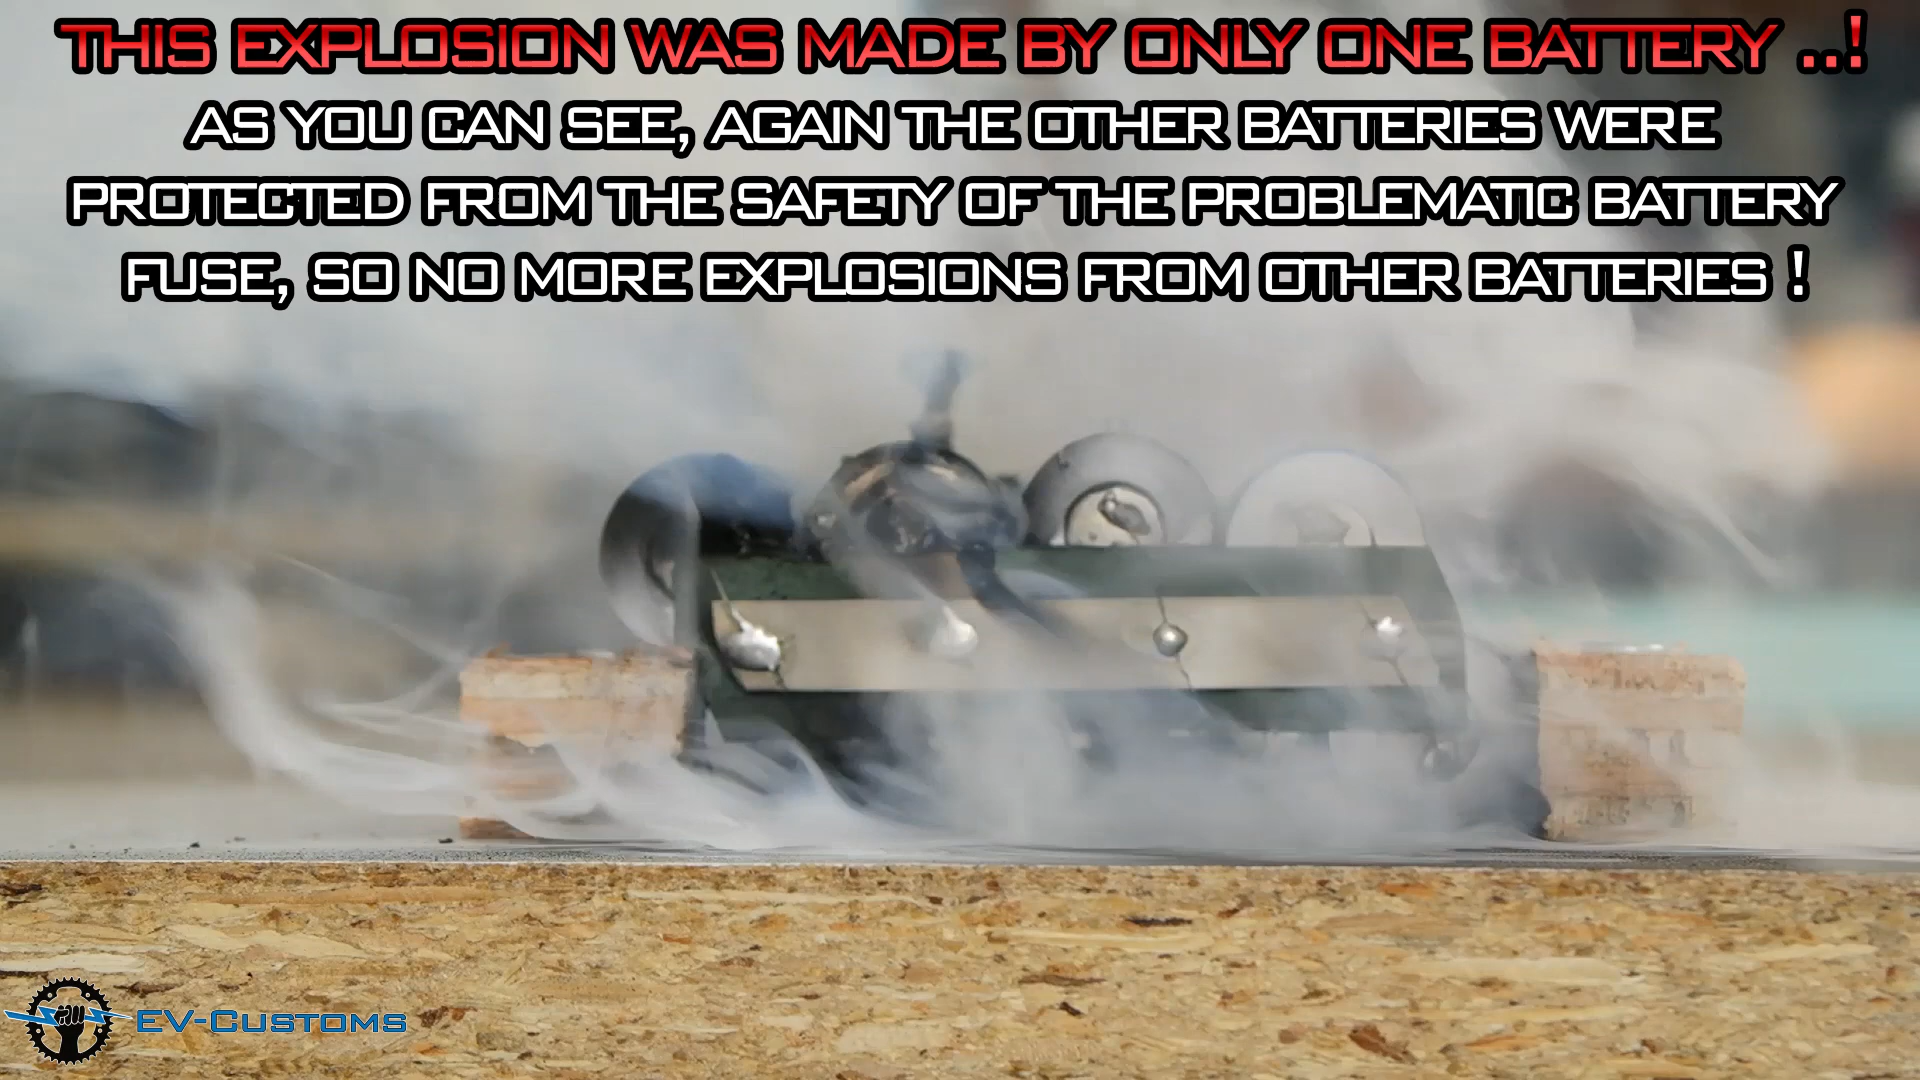 THIS EXPLOSION WAS MADE BY ONLY ONE BATTERY ..!
AS YOU CAN SEE, AGAIN THE OTHER BATTERIES WERE
PROTECTED FROM THE SAFETY OF THE PROBLEMATIC BATTERY
FUSE, SO NO MORE EXPLOSIONS FROM OTHER BATTERIES !
EV-CUSTOMS